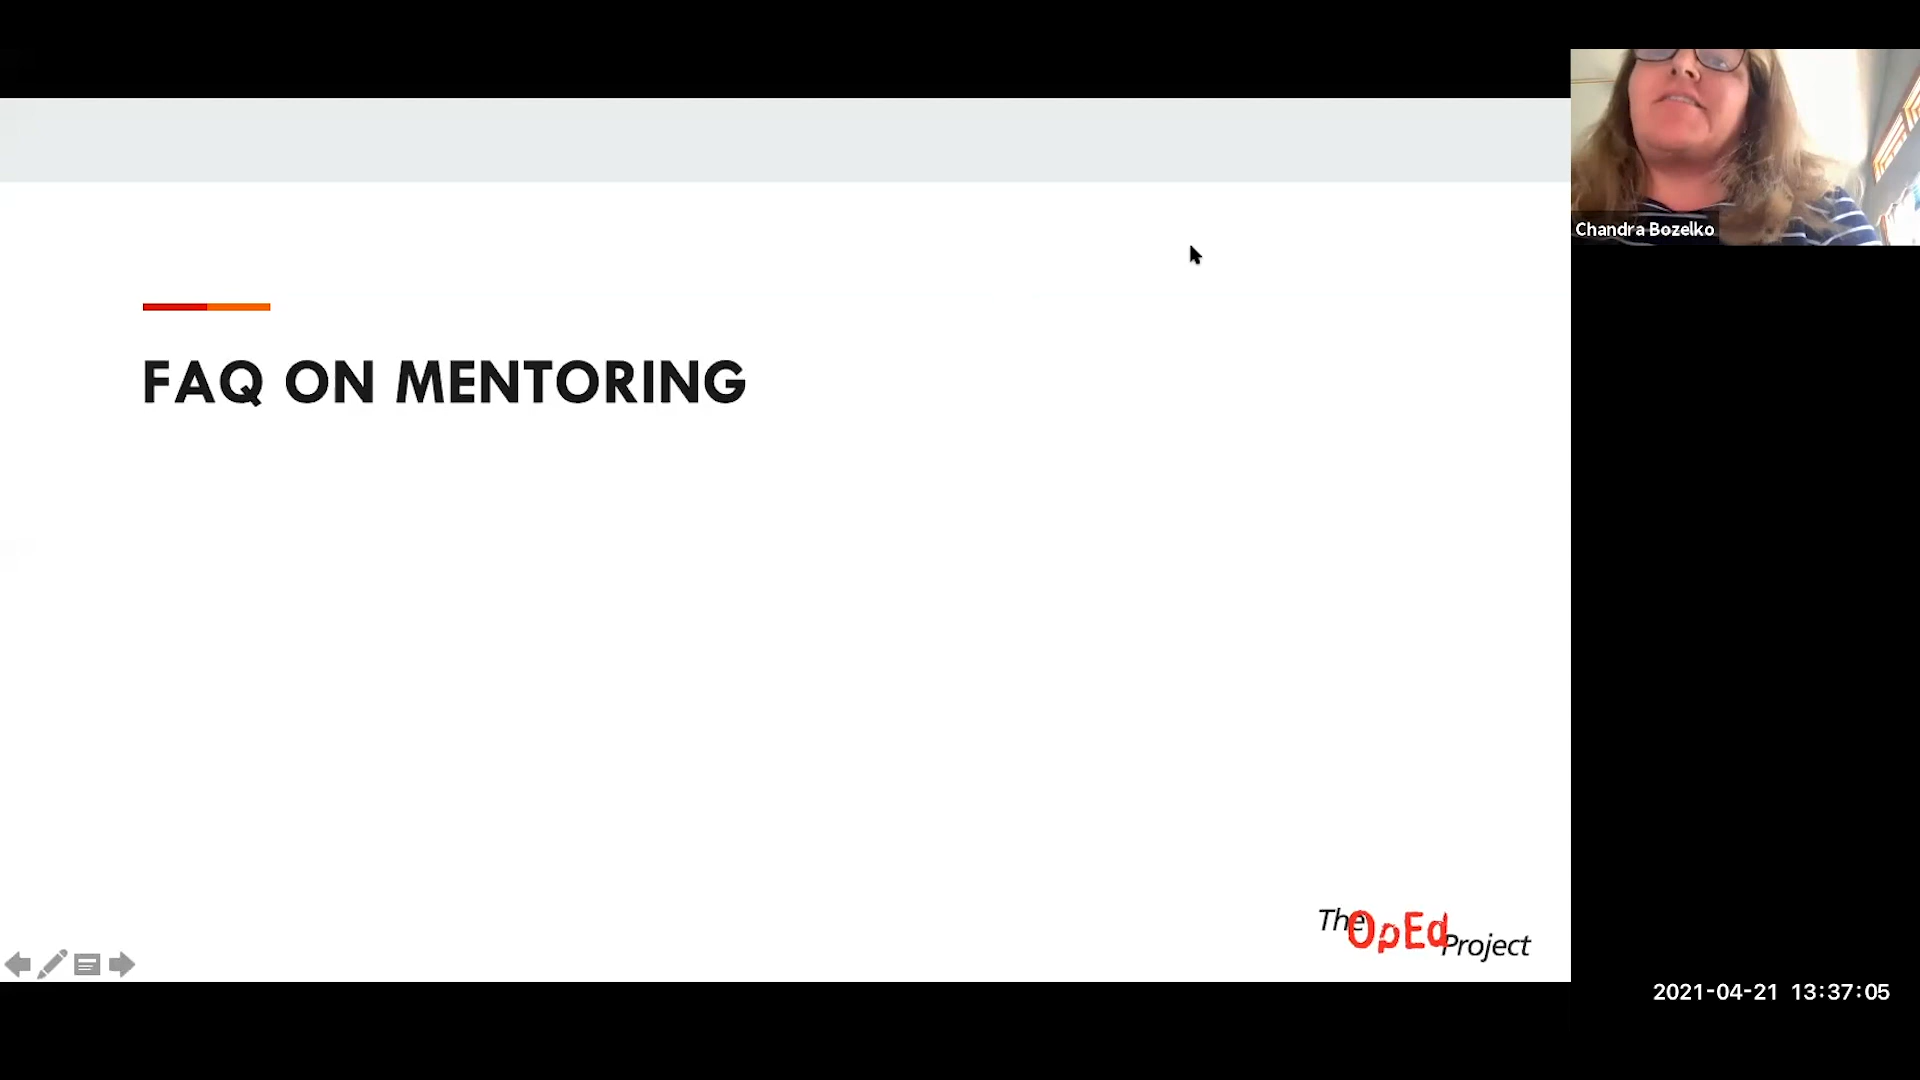 Chandra Bozelko
FAQ ON MENTORING
The OpEd Project
2021-04-21 13:37:05